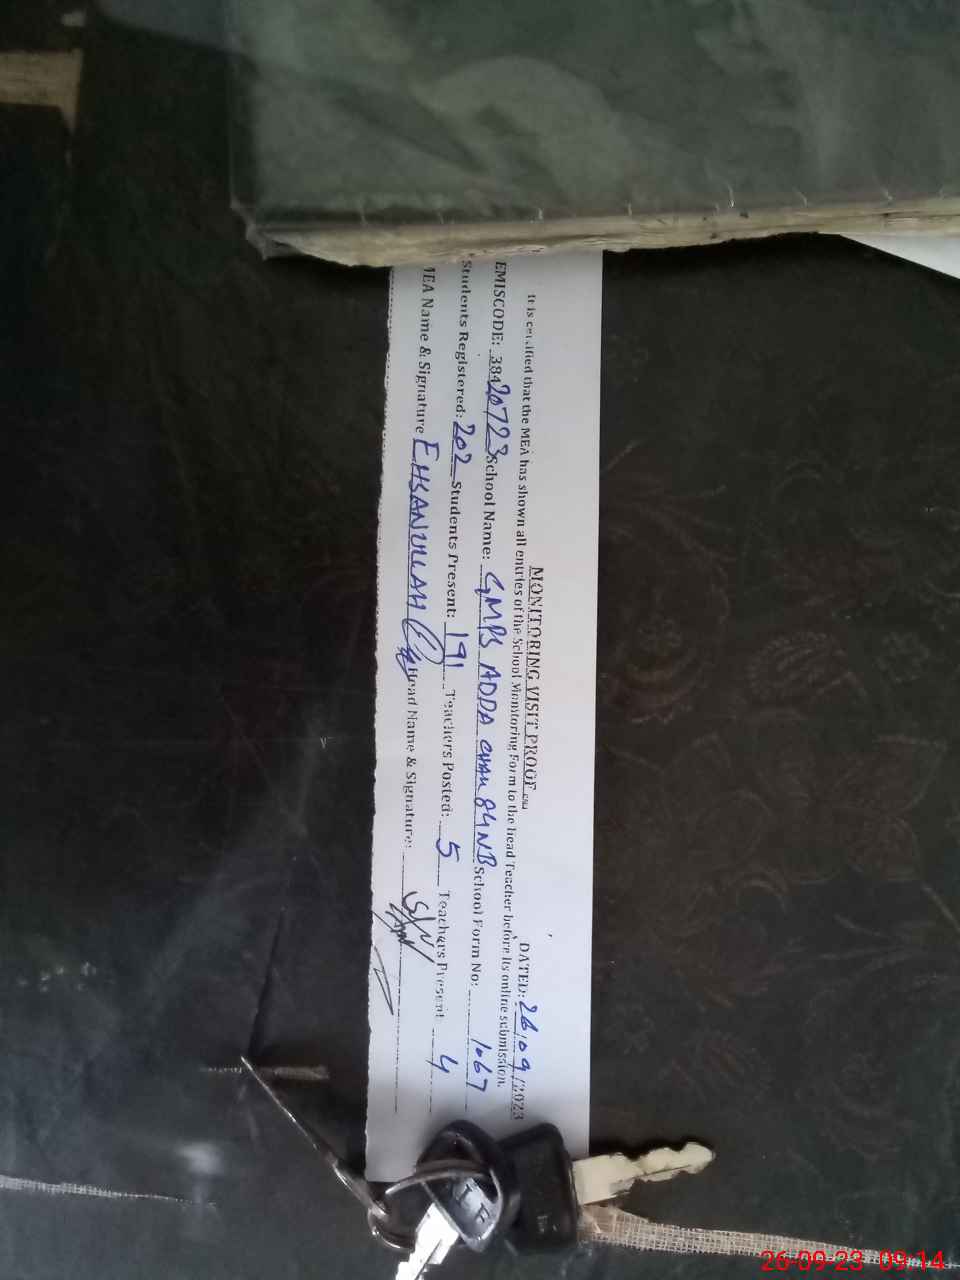 MONITORING VISIT PROOF
DATED: 26/09/2023
It is certified that the MEA has shown all entries of the School Monitoring Form to the head Teacher before its online submission.
EMISCODE: 38420723 School Name: GMPS ADDA CHAK 84NB School Form No: 1067
Students Registered: 202 Students Present: 191 Teachers Posted: 5 Teachers Present 4
MEA Name & Signature EHSANULLAH Head Name & Signature:
26-09-23 09:14